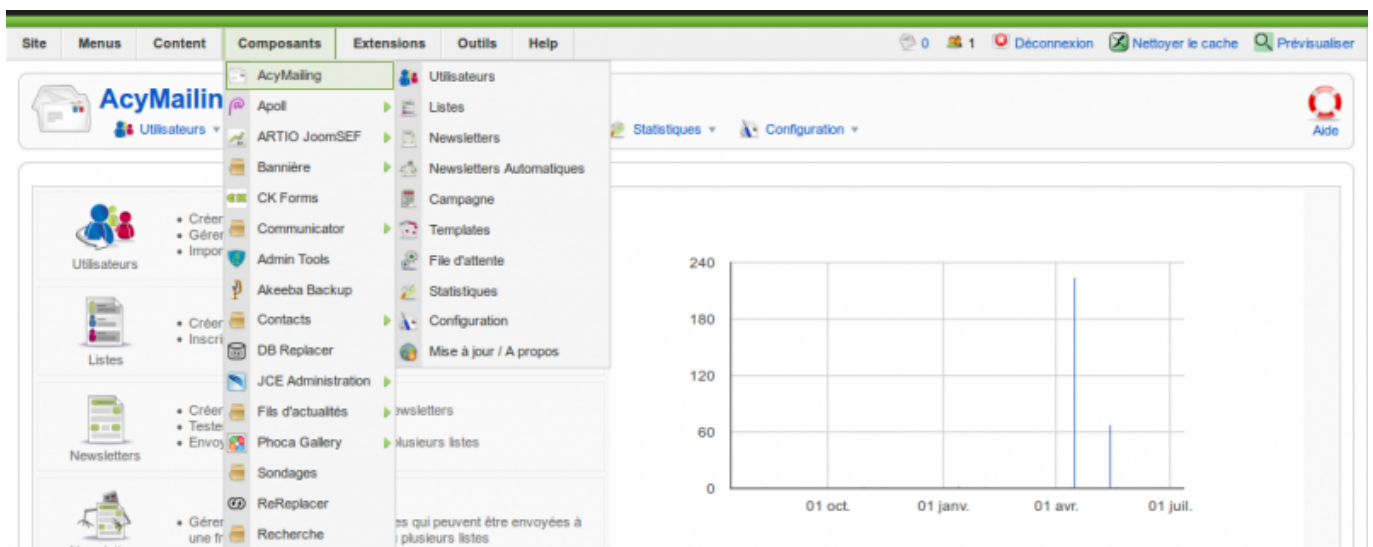 Site Menus Content Composants Extensions Outils Help 0 1 Déconnexion Nettoyer le cache Prévisualiser
AcyMailin
Utilisateurs Statistiques Configuration Aide
AcyMailing
Apoll
ARTIO JoomSEF
Bannière
CK Forms
Communicator
Admin Tools
Akeeba Backup
Contacts
DB Replacer
JCE Administration
Fils d'actualités
Phoca Gallery
Sondages
ReReplacer
Recherche
Utilisateurs
Listes
Newsletters
Newsletters Automatiques
Campagne
Templates
File d'attente
Statistiques
Configuration
Mise à jour / A propos
Utilisateurs
• Créer
• Gérer
• Impor
Listes
• Créer
• Inscri
Newsletters
• Créer ewsletters
• Teste
• Envoy plusieurs listes
• Gérer es qui peuvent être envoyées à
une fr plusieurs listes
240
180
120
60
0
01 oct. 01 janv. 01 avr. 01 juil.